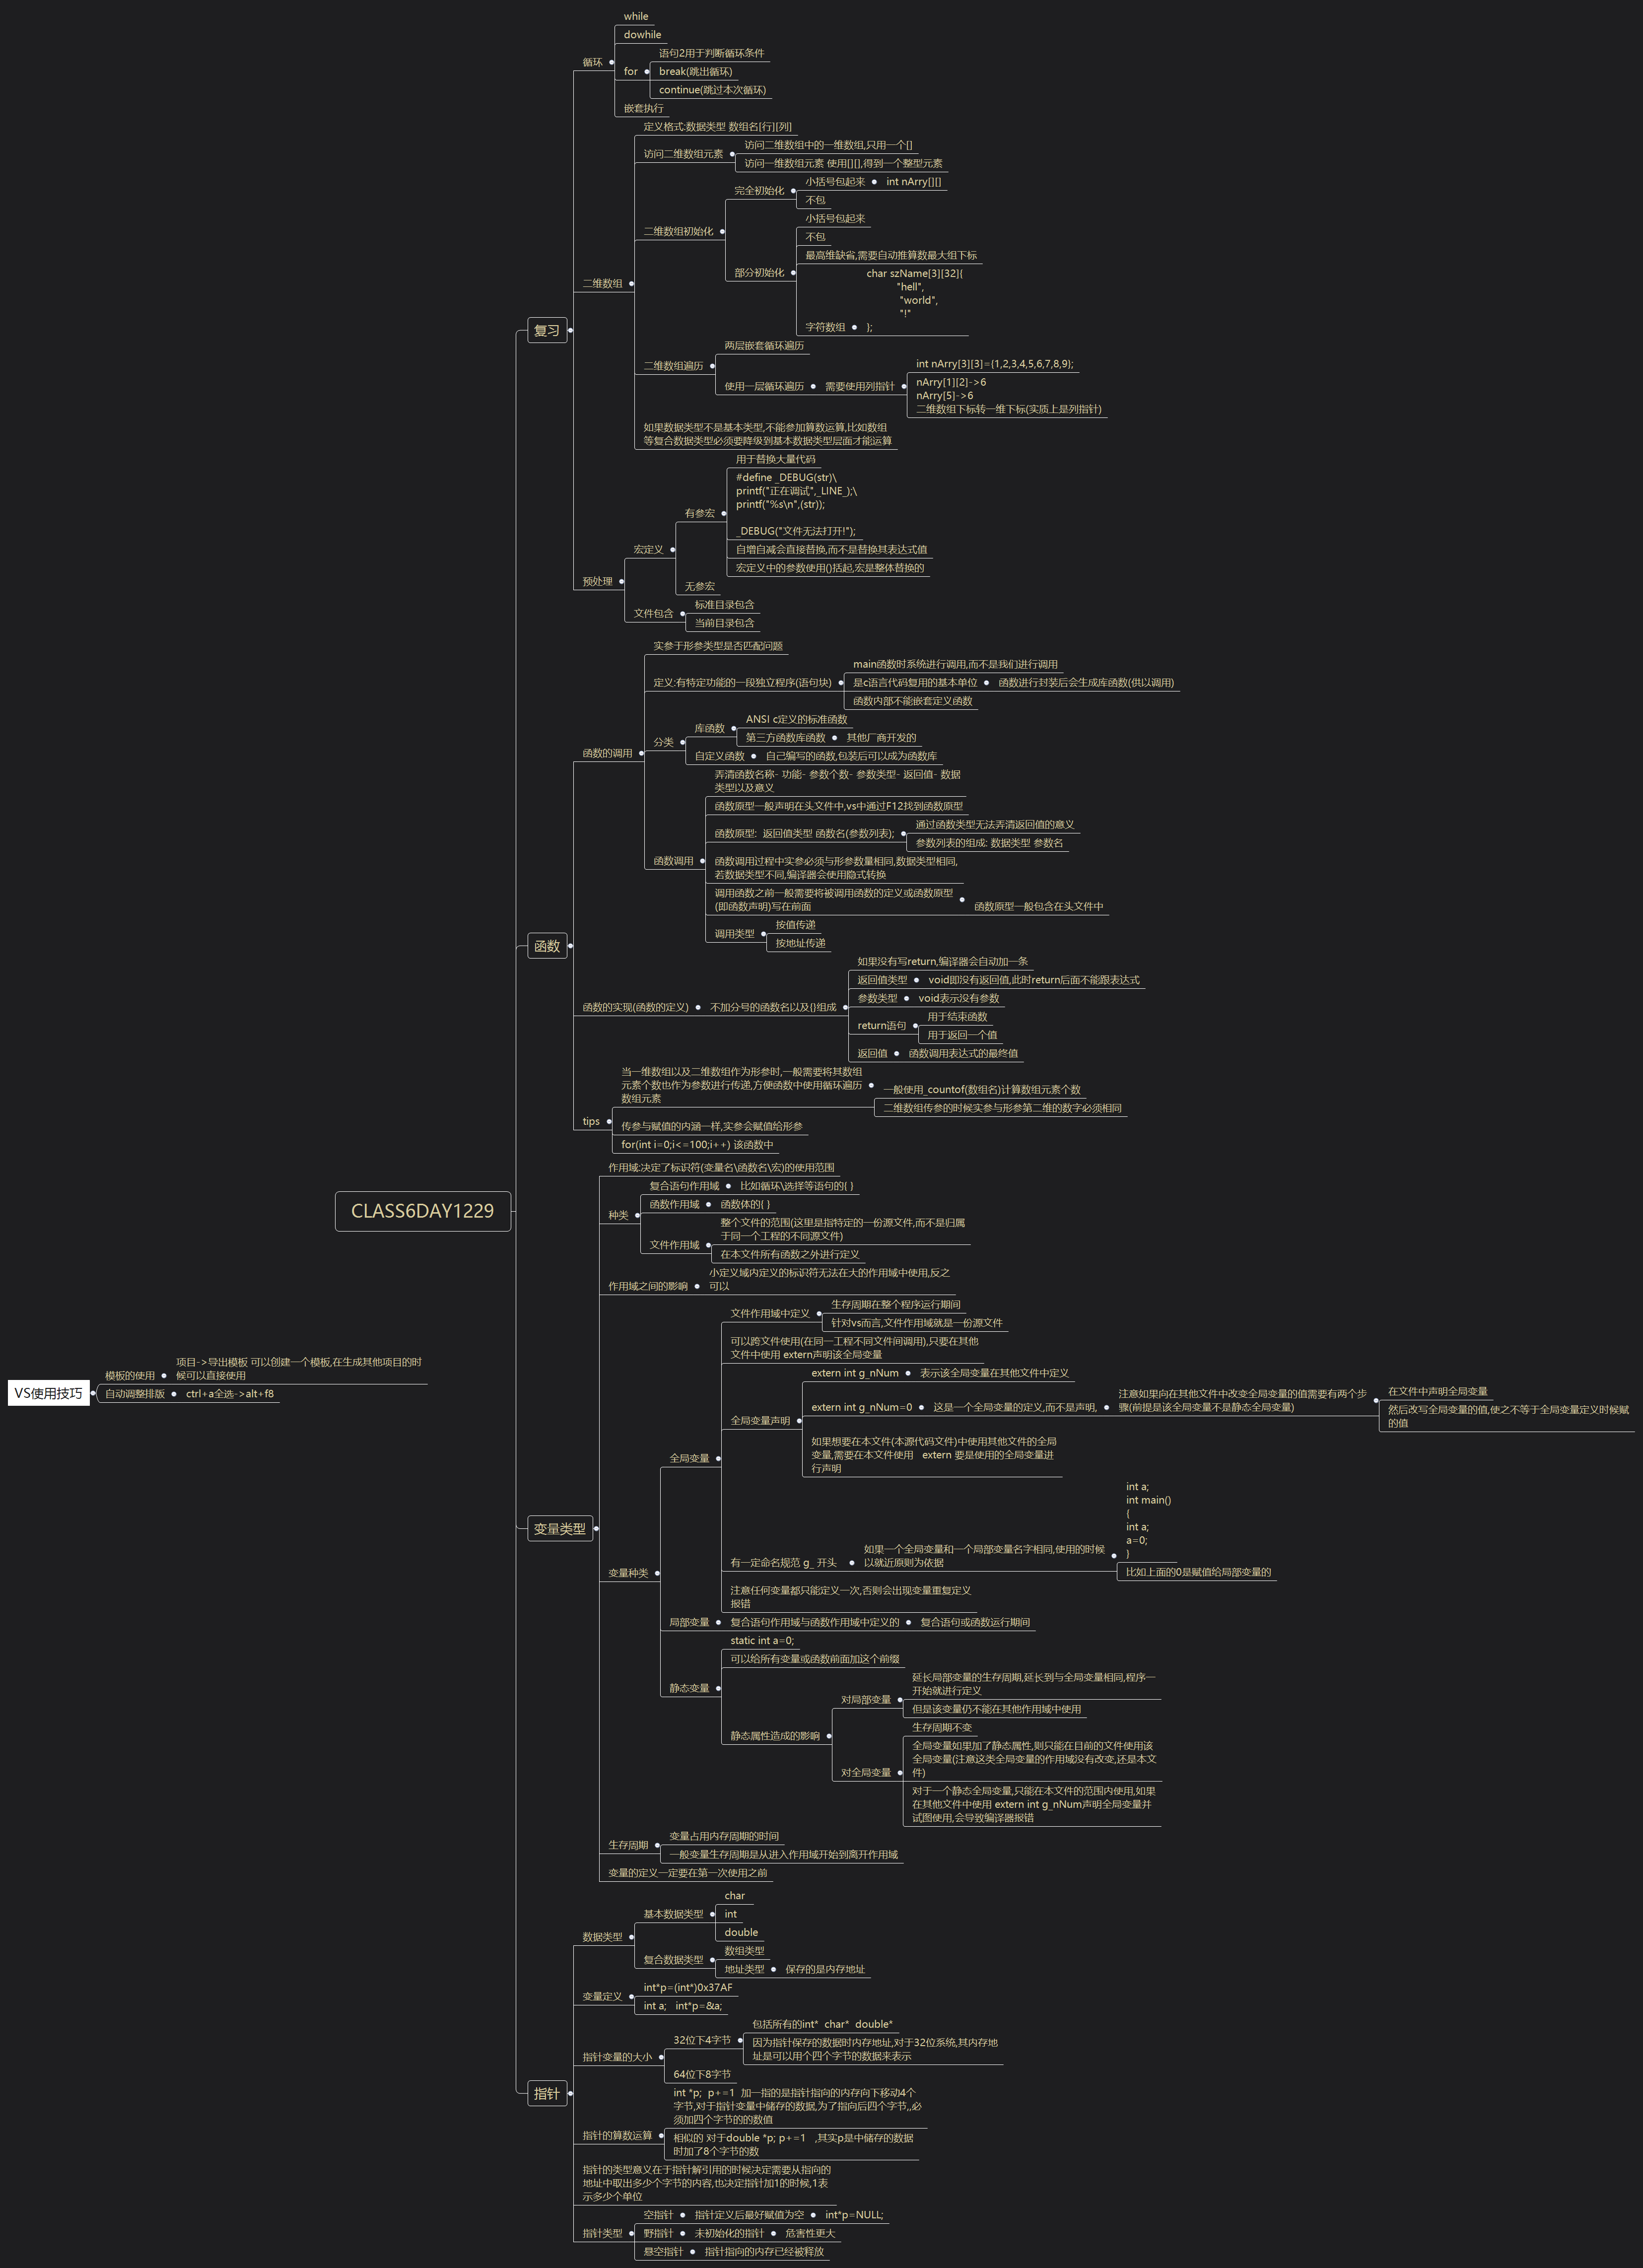 while
dowhile
循环
语句2用于判断循环条件
for
break(跳出循环)
continue(跳过本次循环)
嵌套执行
定义格式:数据类型 数组名[行][列]
访问二维数组元素
访问二维数组中的一维数组,只用一个[]
访问一维数组元素 使用[][],得到一个整型元素
完全初始化
小括号包起来
int nArry[][]
不包
二维数组初始化
小括号包起来
不包
最高维缺省,需要自动推算数最大组下标
部分初始化
char szName[3][32]{
"hell",
"world",
"!"
字符数组
};
二维数组
两层嵌套循环遍历
二维数组遍历
使用一层循环遍历
需要使用列指针
int nArry[3][3]={1,2,3,4,5,6,7,8,9};
nArry[1][2]->6
nArry[5]->6
二维数组下标转一维下标(实质上是列指针)
如果数据类型不是基本类型,不能参加算数运算,比如数组
等复合数据类型必须要降级到基本数据类型层面才能运算
复习
用于替换大量代码
#define _DEBUG(str)\
printf("正在调试",_LINE_);\
printf("%s\n",(str));
_DEBUG("文件无法打开!");
有参宏
自增自减会直接替换,而不是替换其表达式值
宏定义中的参数使用()括起,宏是整体替换的
宏定义
无参宏
预处理
文件包含
标准目录包含
当前目录包含
实参于形参类型是否匹配问题
定义:有特定功能的一段独立程序(语句块)
main函数时系统进行调用,而不是我们进行调用
是c语言代码复用的基本单位
函数进行封装后会生成库函数(供以调用)
函数内部不能嵌套定义函数
分类
库函数
ANSI c定义的标准函数
第三方函数库函数
其他厂商开发的
自定义函数
自己编写的函数,包装后可以成为函数库
函数的调用
弄清函数名称- 功能- 参数个数- 参数类型- 返回值- 数据
类型以及意义
函数原型一般声明在头文件中,vs中通过F12找到函数原型
函数原型: 返回值类型 函数名(参数列表);
通过函数类型无法弄清返回值的意义
参数列表的组成: 数据类型 参数名
函数调用
函数调用过程中实参必须与形参数量相同,数据类型相同,
若数据类型不同,编译器会使用隐式转换
调用函数之前一般需要将被调用函数的定义或函数原型
(即函数声明)写在前面
函数原型一般包含在头文件中
调用类型
按值传递
按地址传递
函数
函数的实现(函数的定义)
不加分号的函数名以及{}组成
如果没有写return,编译器会自动加一条
返回值类型
void即没有返回值,此时return后面不能跟表达式
参数类型
void表示没有参数
return语句
用于结束函数
用于返回一个值
返回值
函数调用表达式的最终值
tips
当一维数组以及二维数组作为形参时,一般需要将其数组
元素个数也作为参数进行传递,方便函数中使用循环遍历
数组元素
一般使用_countof(数组名)计算数组元素个数
二维数组传参的时候实参与形参第二维的数字必须相同
传参与赋值的内涵一样,实参会赋值给形参
for(int i=0;i<=100;i++) 该函数中
CLASS6DAY1229
作用域:决定了标识符(变量名\函数名\宏)的使用范围
种类
复合语句作用域
比如循环\选择等语句的{ }
函数作用域
函数体的{ }
文件作用域
整个文件的范围(这里是指特定的一份源文件,而不是归属
于同一个工程的不同源文件)
在本文件所有函数之外进行定义
作用域之间的影响
小定义域内定义的标识符无法在大的作用域中使用,反之
可以
文件作用域中定义
生存周期在整个程序运行期间
针对vs而言,文件作用域就是一份源文件
可以跨文件使用(在同一工程不同文件间调用),只要在其他
文件中使用 extern声明该全局变量
全局变量声明
extern int g_nNum
表示该全局变量在其他文件中定义
extern int g_nNum=0
这是一个全局变量的定义,而不是声明,
注意如果向在其他文件中改变全局变量的值需要有两个步
骤(前提是该全局变量不是静态全局变量)
在文件中声明全局变量
然后改写全局变量的值,使之不等于全局变量定义时候赋
的值
如果想要在本文件(本源代码文件)中使用其他文件的全局
变量,需要在本文件使用 extern 要是使用的全局变量进
行声明
全局变量
有一定命名规范 g_ 开头
如果一个全局变量和一个局部变量名字相同,使用的时候
以就近原则为依据
int a;
int main()
{
int a;
a=0;
}
比如上面的0是赋值给局部变量的
注意任何变量都只能定义一次,否则会出现变量重复定义
报错
变量类型
变量种类
局部变量
复合语句作用域与函数作用域中定义的
复合语句或函数运行期间
静态变量
static int a=0;
可以给所有变量或函数前面加这个前缀
静态属性造成的影响
对局部变量
延长局部变量的生存周期,延长到与全局变量相同,程序一
开始就进行定义
但是该变量仍不能在其他作用域中使用
对全局变量
生存周期不变
全局变量如果加了静态属性,则只能在目前的文件使用该
全局变量(注意这类全局变量的作用域没有改变,还是本文
件)
对于一个静态全局变量,只能在本文件的范围内使用,如果
在其他文件中使用 extern int g_nNum声明全局变量并
试图使用,会导致编译器报错
生存周期
变量占用内存周期的时间
一般变量生存周期是从进入作用域开始到离开作用域
变量的定义一定要在第一次使用之前
VS使用技巧
模板的使用
项目->导出模板 可以创建一个模板,在生成其他项目的时
候可以直接使用
自动调整排版
ctrl+a全选->alt+f8
数据类型
基本数据类型
char
int
double
复合数据类型
数组类型
地址类型
保存的是内存地址
变量定义
int*p=(int*)0x37AF
int a; int*p=&a;
指针变量的大小
32位下4字节
包括所有的int* char* double*
因为指针保存的数据时内存地址,对于32位系统,其内存地
址是可以用个四个字节的数据来表示
64位下8字节
指针
指针的算数运算
int *p; p+=1 加一指的是指针指向的内存向下移动4个
字节,对于指针变量中储存的数据,为了指向后四个字节,,必
须加四个字节的的数值
相似的 对于double *p; p+=1 ,其实p是中储存的数据
时加了8个字节的数
指针的类型意义在于指针解引用的时候决定需要从指向的
地址中取出多少个字节的内容,也决定指针加1的时候,1表
示多少个单位
指针类型
空指针
指针定义后最好赋值为空
int*p=NULL;
野指针
未初始化的指针
危害性更大
悬空指针
指针指向的内存已经被释放